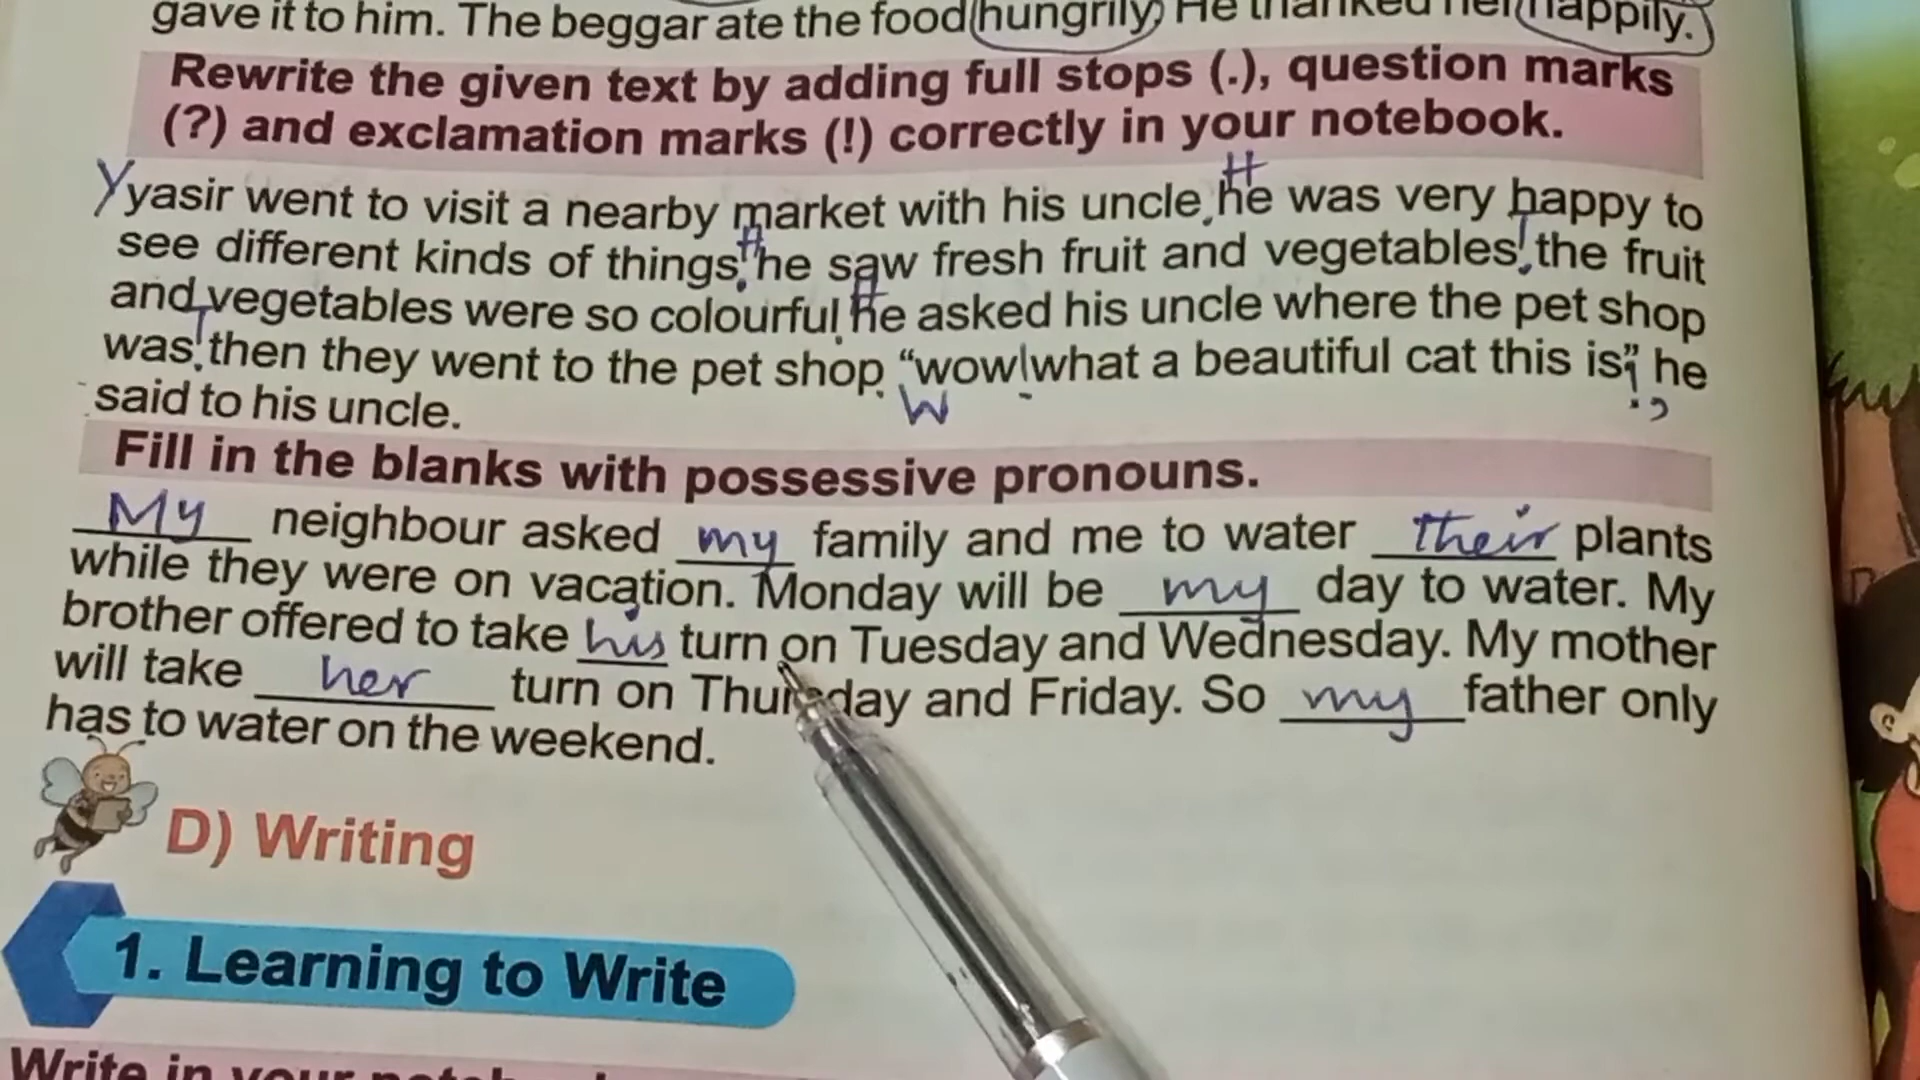 gave it to him. The beggar ate the food hungrily. He thanked her happily.
Rewrite the given text by adding full stops (.), question marks
(?) and exclamation marks (!) correctly in your notebook.
Y H
yasir went to visit a nearby market with his uncle. he was very happy to
H T
see different kinds of things. he saw fresh fruit and vegetables. the fruit
H
and vegetables were so colourful. he asked his uncle where the pet shop
T
was. then they went to the pet shop. “wow! what a beautiful cat this is!” he
W ,
said to his uncle.
Fill in the blanks with possessive pronouns.
My neighbour asked my family and me to water their plants
while they were on vacation. Monday will be my day to water. My
brother offered to take his turn on Tuesday and Wednesday. My mother
will take her turn on Thursday and Friday. So my father only
has to water on the weekend.
D) Writing
1. Learning to Write
Write in your